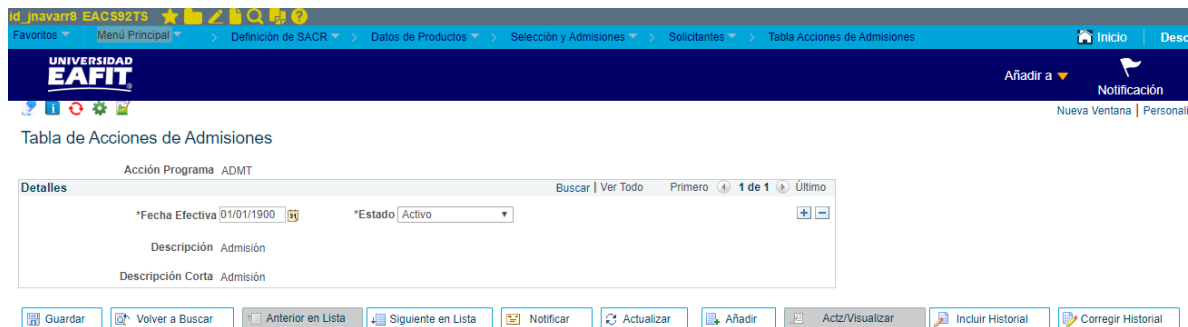 id_jnavarr8 EACS92TS
Favoritos Menú Principal > Definición de SACR > Datos de Productos > Selección y Admisiones > Solicitantes > Tabla Acciones de Admisiones Inicio Desc
UNIVERSIDAD
EAFIT
Añadir a
Notificación
Nueva Ventana | Personali
Tabla de Acciones de Admisiones
Acción Programa ADMT
Detalles Buscar | Ver Todo Primero 1 de 1 Último
*Fecha Efectiva 01/01/1900 *Estado Activo
Descripción Admisión
Descripción Corta Admisión
Guardar Volver a Buscar Anterior en Lista Siguiente en Lista Notificar Actualizar Añadir Actz/Visualizar Incluir Historial Corregir Historial